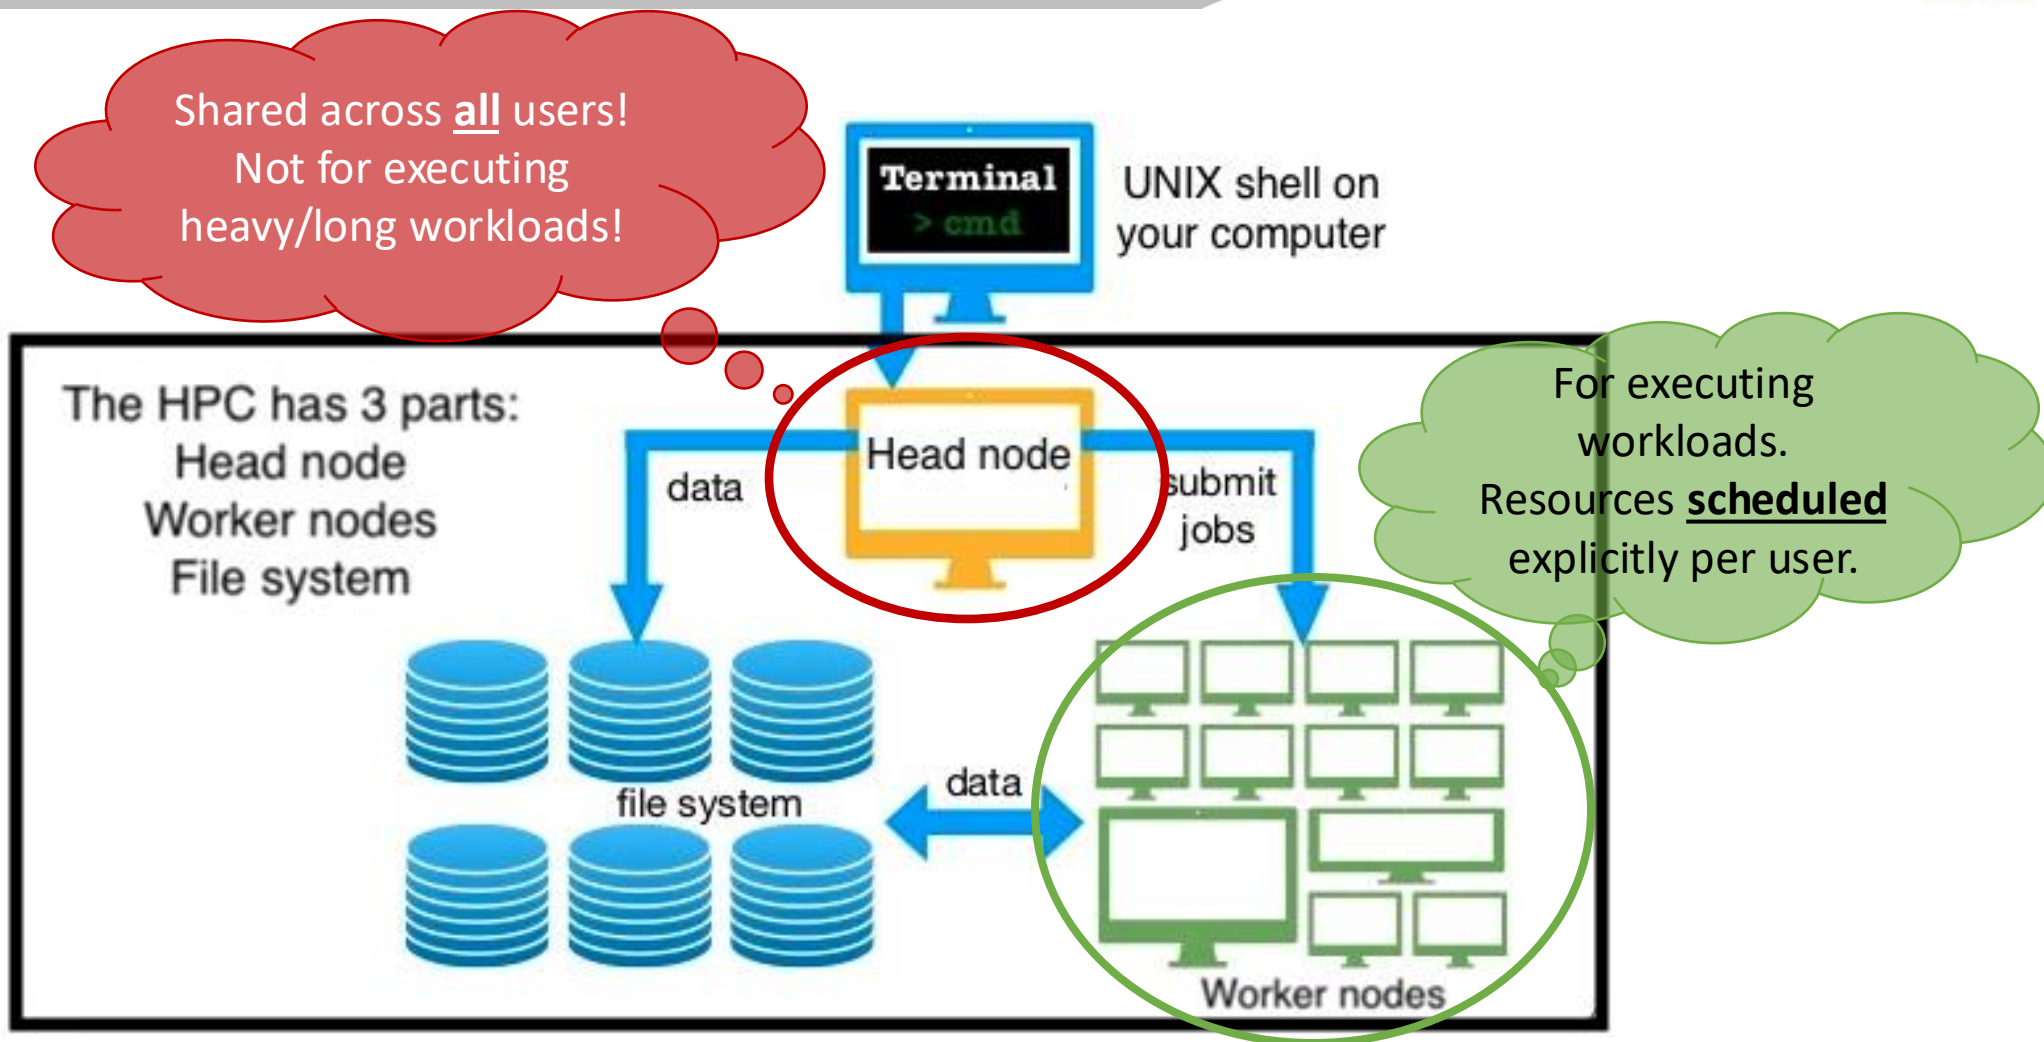 Shared across all users!
Not for executing
heavy/long workloads!
Terminal
> cmd
UNIX shell on
your computer
The HPC has 3 parts:
Head node
Worker nodes
File system
Head node
data
submit
jobs
For executing
workloads.
Resources scheduled
explicitly per user.
file system
data
Worker nodes